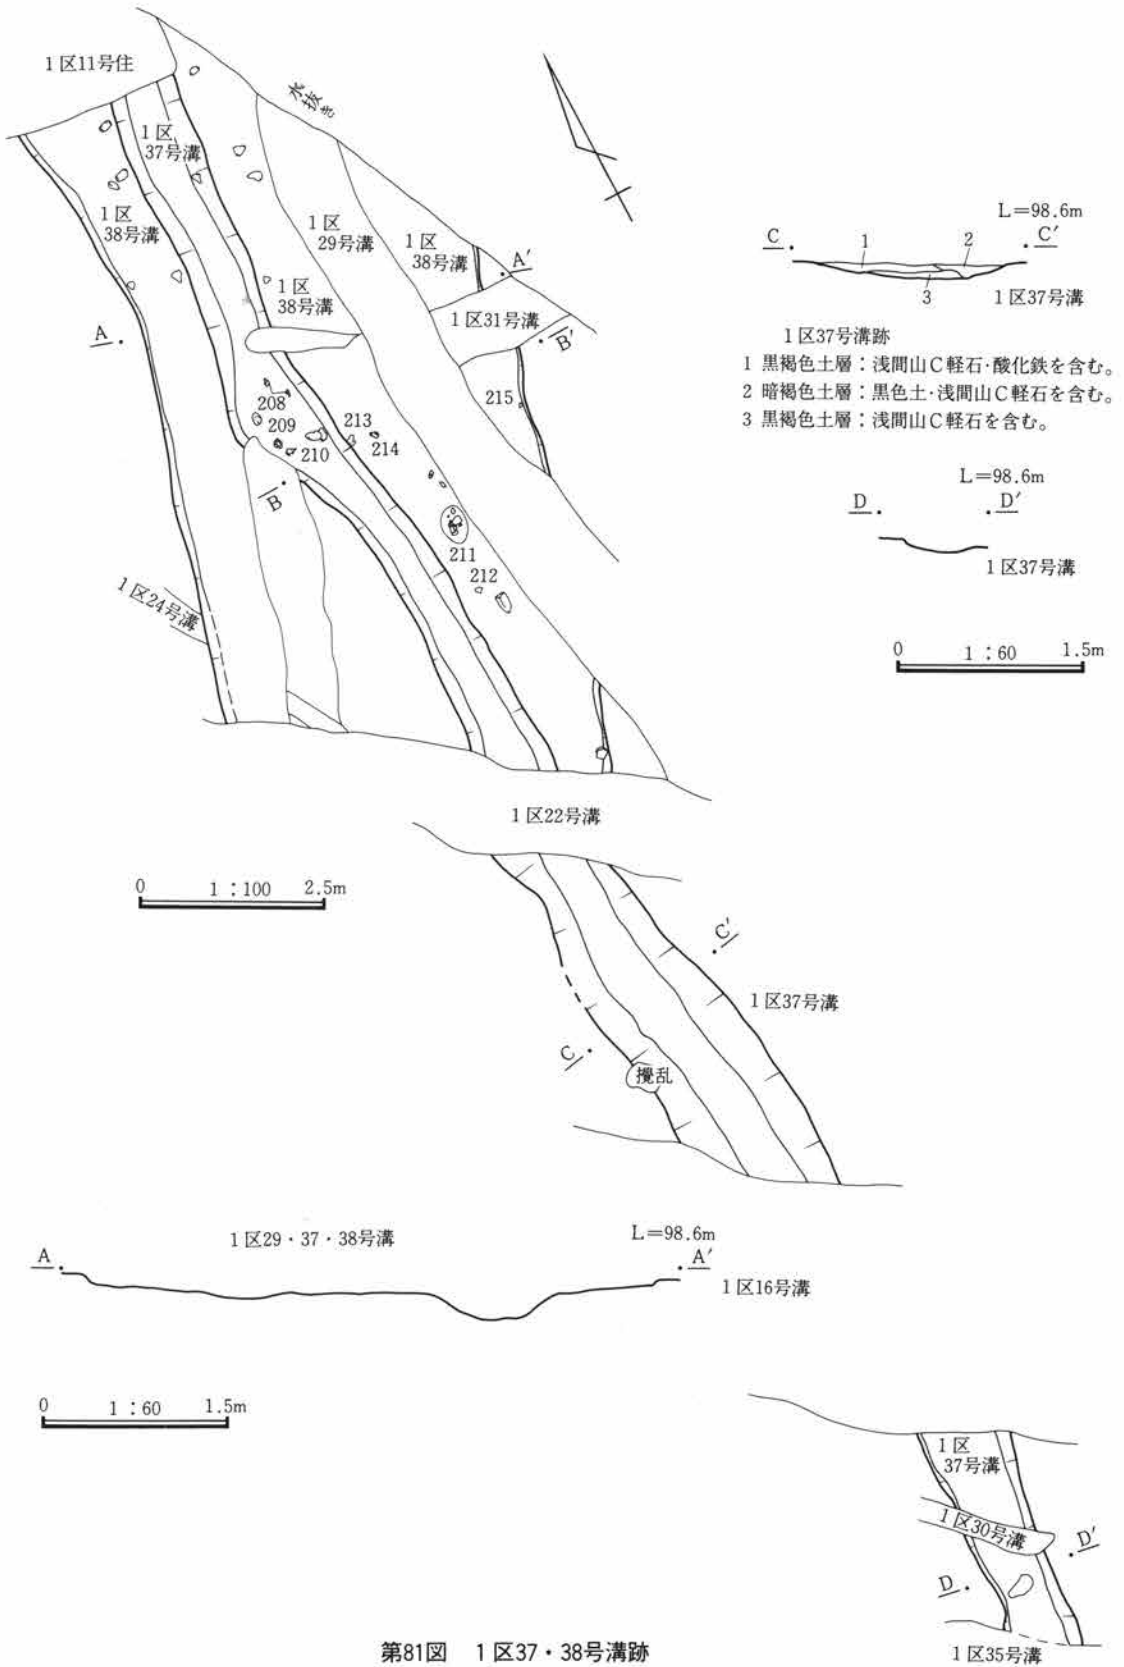 1区11号住
水抜き
1区
37号溝
1区
38号溝
1区
29号溝
1区
38号溝
1区
38号溝
A′
1区31号溝
B′
A
208
209
210
213
214
215
B
211
212
1区24号溝
1区22号溝
0 1：100 2.5m
C′
1区37号溝
C
攪乱
L＝98.6m
C 1 2 C′
3 1区37号溝
1区37号溝跡
1 黒褐色土層：浅間山C軽石・酸化鉄を含む。
2 暗褐色土層：黒色土・浅間山C軽石を含む。
3 黒褐色土層：浅間山C軽石を含む。
L＝98.6m
D D′
1区37号溝
0 1：60 1.5m
1区29・37・38号溝 L＝98.6m
A A′
1区16号溝
0 1：60 1.5m
1区
37号溝
1区30号溝
D′
D
1区35号溝
第81図 1区37・38号溝跡